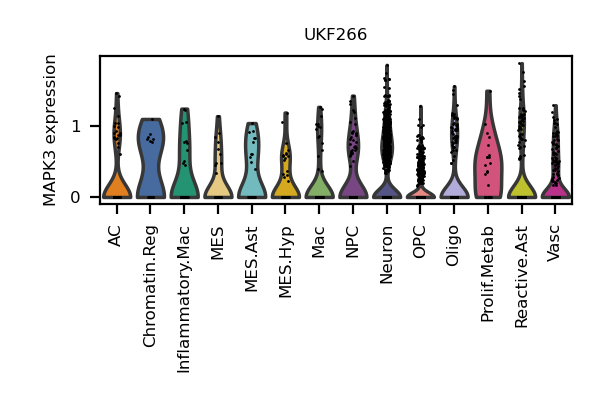 UKF266
MAPK3 expression
1
0
AC
Chromatin.Reg
Inflammatory.Mac
MES
MES.Ast
MES.Hyp
Mac
NPC
Neuron
OPC
Oligo
Prolif.Metab
Reactive.Ast
Vasc